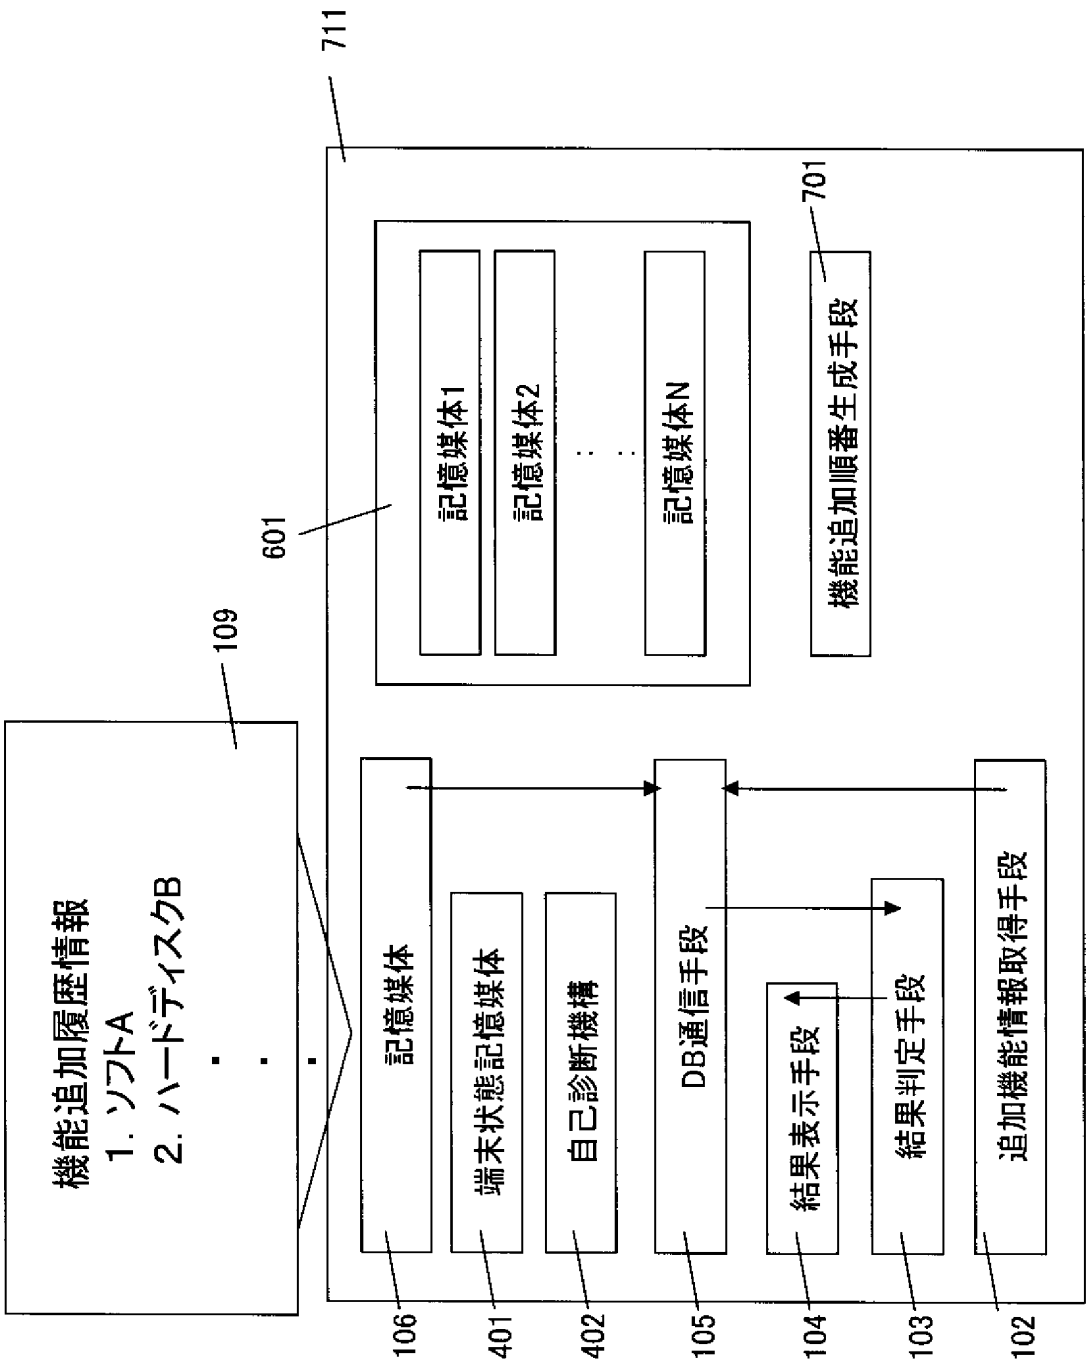 機能追加履歴情報
1. ソフトA
2. ハードディスクB
・
・
・
109
711
106
記憶媒体
401
端末状態記憶媒体
402
自己診断機構
105
DB通信手段
104
結果表示手段
103
結果判定手段
102
追加機能情報取得手段
601
記憶媒体1
記憶媒体2
: :
記憶媒体N
701
機能追加順番生成手段